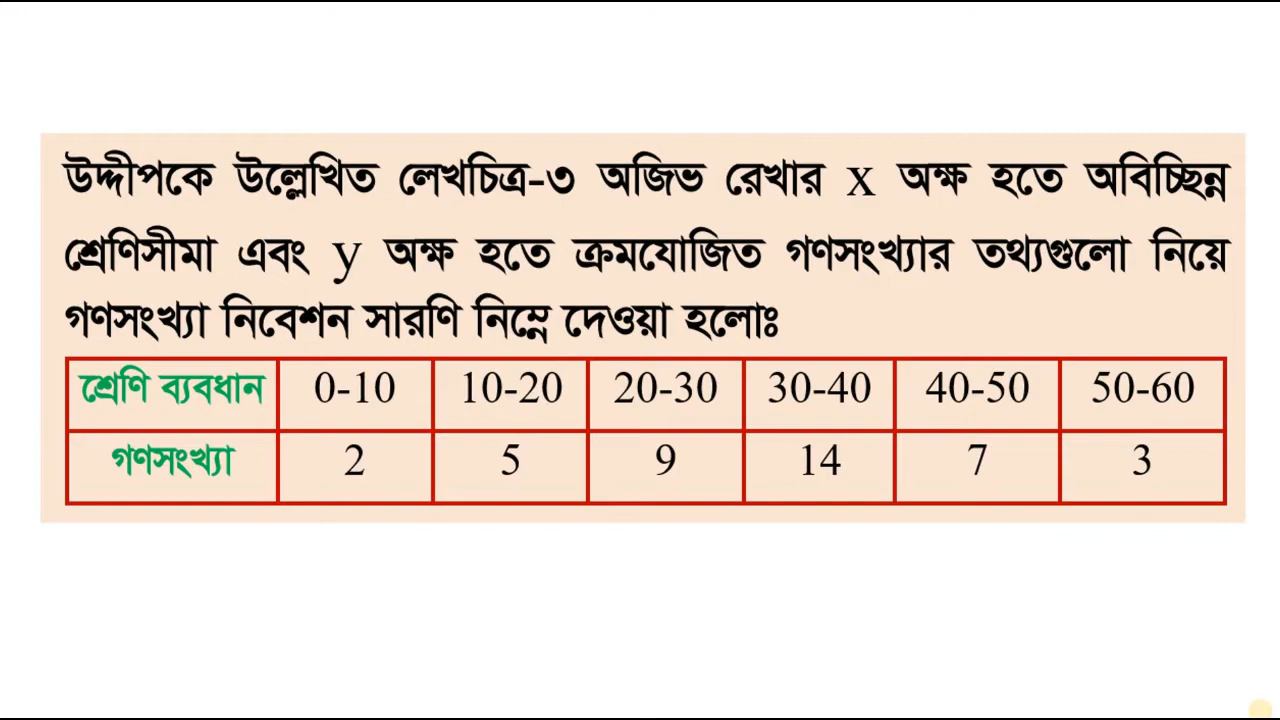 উদ্দীপকে উল্লেখিত লেখচিত্র-৩ অজিভ রেখার x অক্ষ হতে অবিচ্ছিন্ন
শ্রেণিসীমা এবং y অক্ষ হতে ক্রমযোজিত গণসংখ্যার তথ্যগুলো নিয়ে
গণসংখ্যা নিবেশন সারণি নিম্নে দেওয়া হলোঃ
শ্রেণি ব্যবধান 0-10 10-20 20-30 30-40 40-50 50-60
গণসংখ্যা 2 5 9 14 7 3